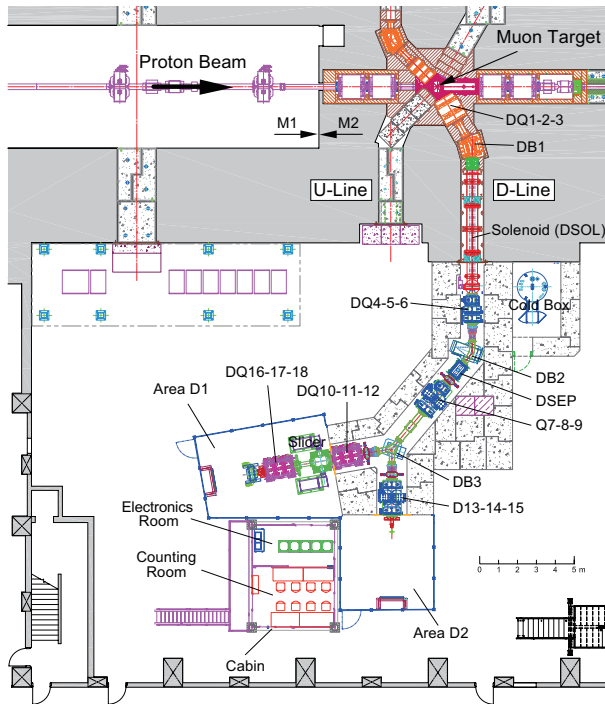 Proton Beam
Muon Target
DQ1-2-3
M1
M2
DB1
U-Line
D-Line
Solenoid (DSOL)
DQ4-5-6
Cold Box
DQ16-17-18
DQ10-11-12
Area D1
DB2
DSEP
Q7-8-9
Slider
DB3
D13-14-15
Electronics
Room
Counting
Room
0 1 2 3 4 5 m
Area D2
Cabin